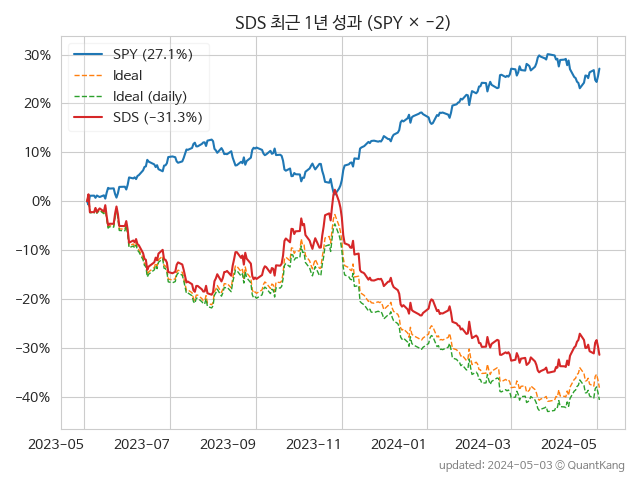 SDS 최근 1년 성과 (SPY × −2)
SPY (27.1%)
Ideal
Ideal (daily)
SDS (−31.3%)
30%
20%
10%
0%
−10%
−20%
−30%
−40%
2023-05 2023-07 2023-09 2023-11 2024-01 2024-03 2024-05
updated: 2024-05-03 © QuantKang